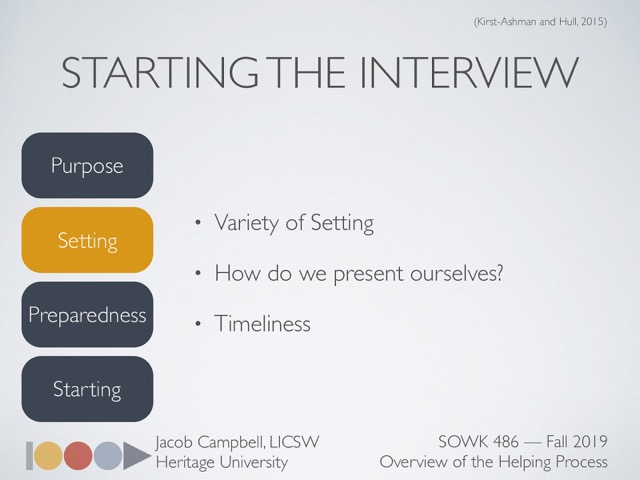 (Kirst-Ashman and Hull, 2015)
STARTING THE INTERVIEW
Purpose
Setting
Preparedness
Starting
• Variety of Setting
• How do we present ourselves?
• Timeliness
Jacob Campbell, LICSW
Heritage University
SOWK 486 — Fall 2019
Overview of the Helping Process